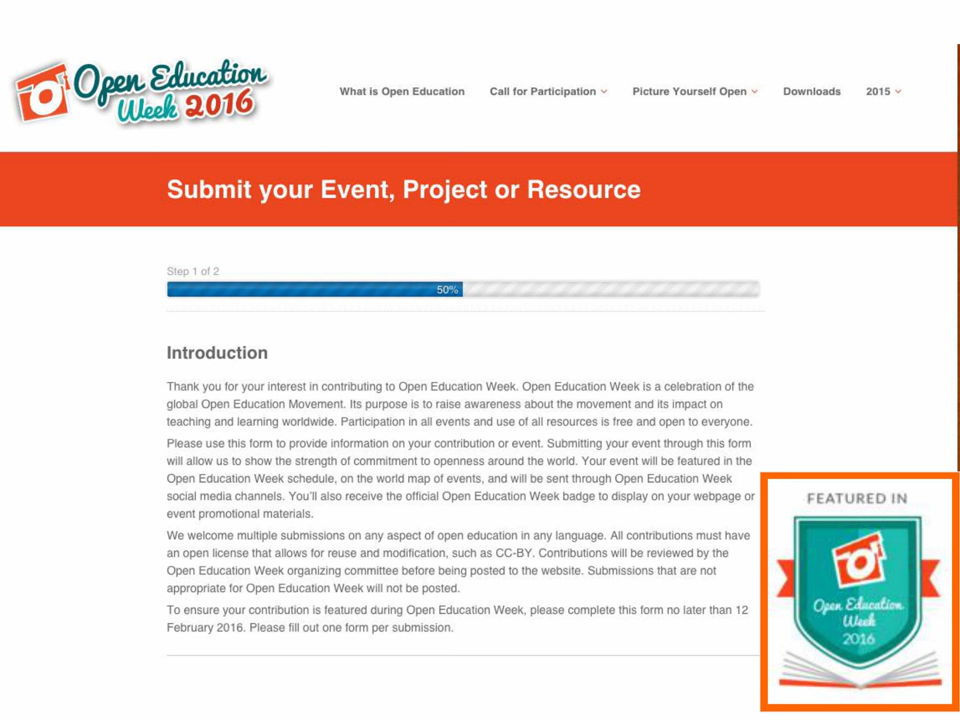 Open Education
Week 2016
What is Open Education Call for Participation Picture Yourself Open Downloads 2015
Submit your Event, Project or Resource
Step 1 of 2
50%
Introduction
Thank you for your interest in contributing to Open Education Week. Open Education Week is a celebration of the
global Open Education Movement. Its purpose is to raise awareness about the movement and its impact on
teaching and learning worldwide. Participation in all events and use of all resources is free and open to everyone.
Please use this form to provide information on your contribution or event. Submitting your event through this form
will allow us to show the strength of commitment to openness around the world. Your event will be featured in the
Open Education Week schedule, on the world map of events, and will be sent through Open Education Week
social media channels. You'll also receive the official Open Education Week badge to display on your webpage or
event promotional materials.
We welcome multiple submissions on any aspect of open education in any language. All contributions must have
an open license that allows for reuse and modification, such as CC-BY. Contributions will be reviewed by the
Open Education Week organizing committee before being posted to the website. Submissions that are not
appropriate for Open Education Week will not be posted.
To ensure your contribution is featured during Open Education Week, please complete this form no later than 12
February 2016. Please fill out one form per submission.
FEATURED IN
Open Education
Week
2016